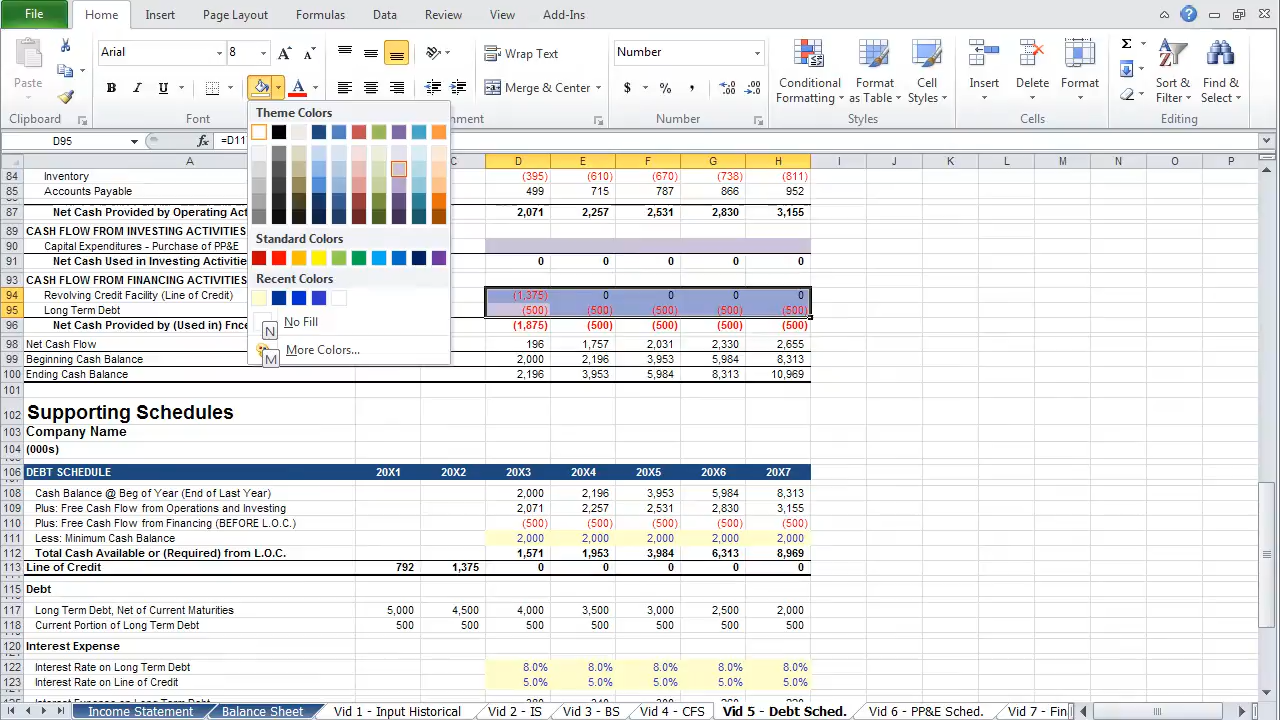 File Home Insert Page Layout Formulas Data Review View Add-Ins
Paste Arial 8 Wrap Text Number Conditional Formatting Format as Table Cell Styles Insert Delete Format Sort & Filter Find & Select
B I U A Merge & Center $ % ,
Clipboard Font Number Styles Cells Editing
D95 fx =D11
Theme Colors
Standard Colors
Recent Colors
N No Fill
M More Colors...
A C D E F G H I J K L M N O P
84 Inventory (395) (610) (670) (738) (811)
85 Accounts Payable 499 715 787 866 952
87 Net Cash Provided by Operating Act 2,071 2,257 2,531 2,830 3,155
89 CASH FLOW FROM INVESTING ACTIVITIES
90 Capital Expenditures - Purchase of PP&E
91 Net Cash Used in Investing Activities 0 0 0 0 0
93 CASH FLOW FROM FINANCING ACTIVITIES
94 Revolving Credit Facility (Line of Credit) (1,375) 0 0 0 0
95 Long Term Debt (500) (500) (500) (500) (500)
96 Net Cash Provided by (Used in) Fnce (1,875) (500) (500) (500) (500)
98 Net Cash Flow 196 1,757 2,031 2,330 2,655
99 Beginning Cash Balance 2,000 2,196 3,953 5,984 8,313
100 Ending Cash Balance 2,196 3,953 5,984 8,313 10,969
101
102 Supporting Schedules
103 Company Name
104 (000s)
106 DEBT SCHEDULE 20X1 20X2 20X3 20X4 20X5 20X6 20X7
108 Cash Balance @ Beg of Year (End of Last Year) 2,000 2,196 3,953 5,984 8,313
109 Plus: Free Cash Flow from Operations and Investing 2,071 2,257 2,531 2,830 3,155
110 Plus: Free Cash Flow from Financing (BEFORE L.O.C.) (500) (500) (500) (500) (500)
111 Less: Minimum Cash Balance 2,000 2,000 2,000 2,000 2,000
112 Total Cash Available or (Required) from L.O.C. 1,571 1,953 3,984 6,313 8,969
113 Line of Credit 792 1,375 0 0 0 0 0
115 Debt
117 Long Term Debt, Net of Current Maturities 5,000 4,500 4,000 3,500 3,000 2,500 2,000
118 Current Portion of Long Term Debt 500 500 500 500 500 500 500
120 Interest Expense
122 Interest Rate on Long Term Debt 8.0% 8.0% 8.0% 8.0% 8.0%
123 Interest Rate on Line of Credit 5.0% 5.0% 5.0% 5.0% 5.0%
Income Statement Balance Sheet Vid 1 - Input Historical Vid 2 - IS Vid 3 - BS Vid 4 - CFS Vid 5 - Debt Sched. Vid 6 - PP&E Sched. Vid 7 - Fin